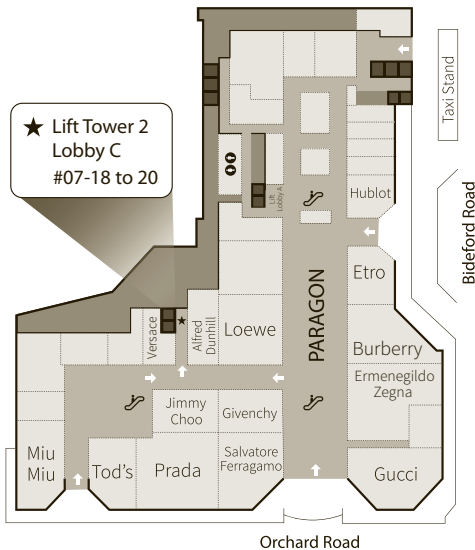 ★ Lift Tower 2
Lobby C
#07-18 to 20
Taxi Stand
Bideford Road
Lift
Lobby A
Hublot
PARAGON
Etro
Versace
Alfred
Dunhill
Loewe
Burberry
Ermenegildo
Zegna
Jimmy
Choo
Givenchy
Miu
Miu
Tod's
Prada
Salvatore
Ferragamo
Gucci
Orchard Road